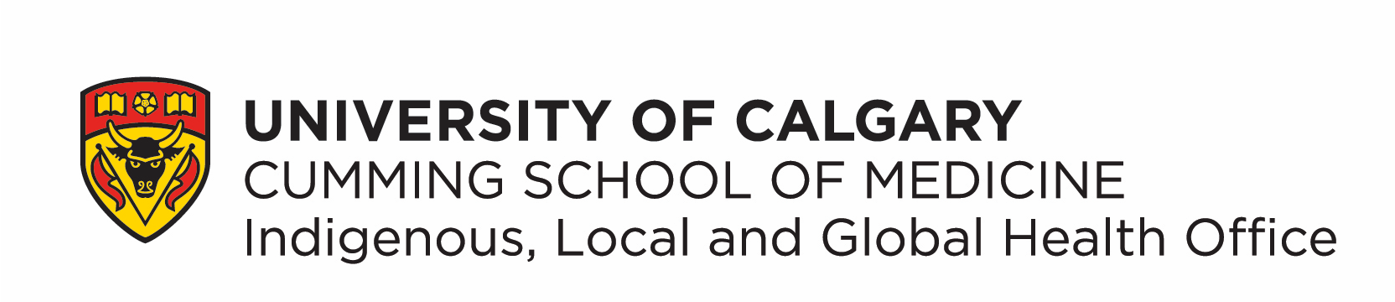 UNIVERSITY OF CALGARY
CUMMING SCHOOL OF MEDICINE
Indigenous, Local and Global Health Office